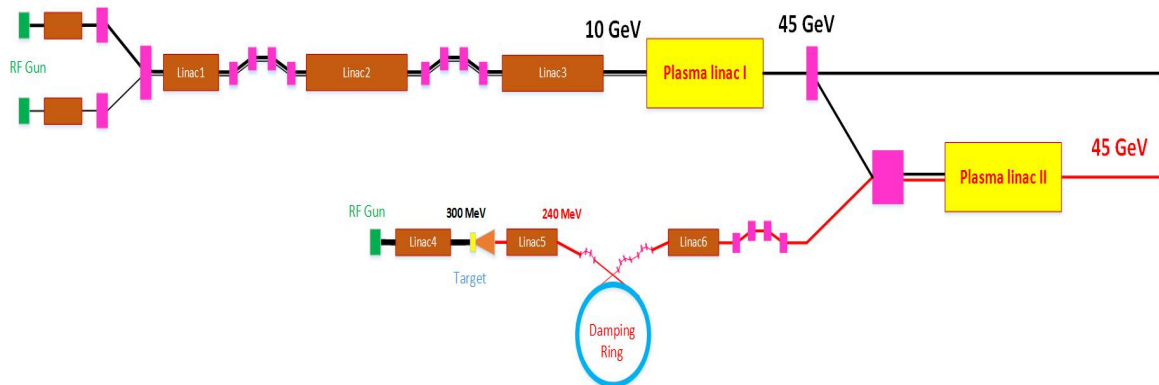 10 GeV
45 GeV
RF Gun
Linac1
Linac2
Linac3
Plasma linac I
45 GeV
Plasma linac II
RF Gun
300 MeV
240 MeV
Linac4
Linac5
Linac6
Target
Damping
Ring